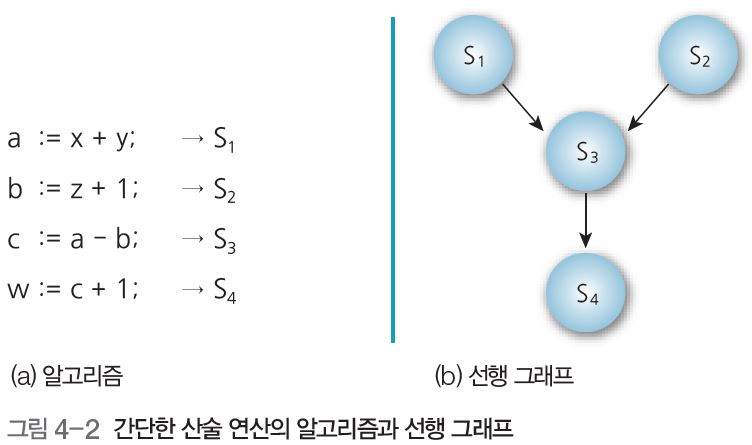 a := x + y; → S₁
b := z + 1; → S₂
c := a − b; → S₃
w := c + 1; → S₄
(a) 알고리즘
S₁
S₂
S₃
S₄
(b) 선행 그래프
그림 4-2 간단한 산술 연산의 알고리즘과 선행 그래프